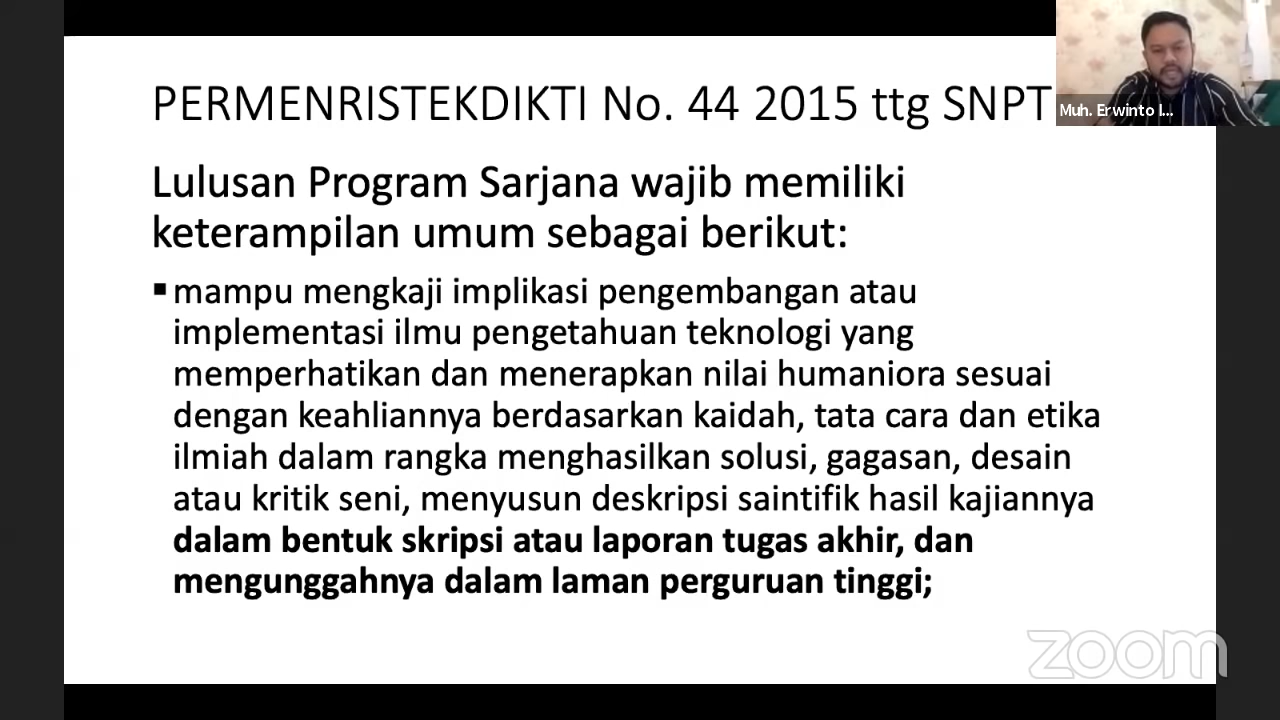 PERMENRISTEKDIKTI No. 44 2015 ttg SNPT
Muh. Erwinto I...
Lulusan Program Sarjana wajib memiliki
keterampilan umum sebagai berikut:
▪mampu mengkaji implikasi pengembangan atau
implementasi ilmu pengetahuan teknologi yang
memperhatikan dan menerapkan nilai humaniora sesuai
dengan keahliannya berdasarkan kaidah, tata cara dan etika
ilmiah dalam rangka menghasilkan solusi, gagasan, desain
atau kritik seni, menyusun deskripsi saintifik hasil kajiannya
dalam bentuk skripsi atau laporan tugas akhir, dan
mengunggahnya dalam laman perguruan tinggi;
zoom